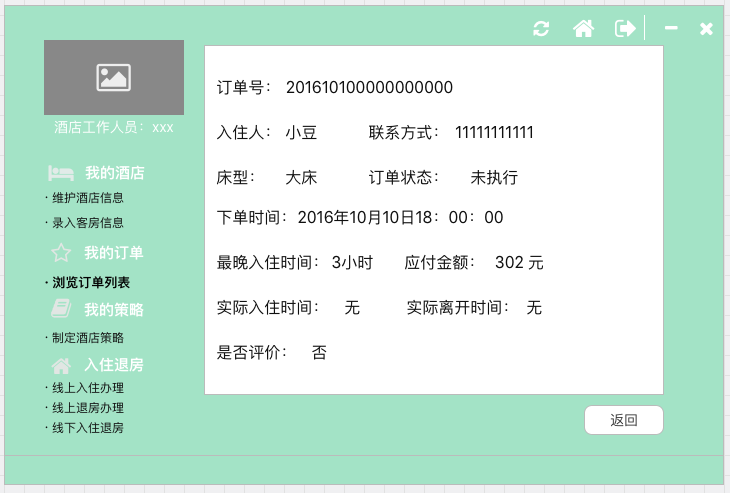 酒店工作人员：xxx
我的酒店
· 维护酒店信息
· 录入客房信息
我的订单
· 浏览订单列表
我的策略
· 制定酒店策略
入住退房
· 线上入住办理
· 线上退房办理
· 线下入住退房
订单号： 201610100000000000
入住人： 小豆 联系方式： 11111111111
床型： 大床 订单状态： 未执行
下单时间：2016年10月10日18：00：00
最晚入住时间： 3小时 应付金额： 302 元
实际入住时间： 无 实际离开时间： 无
是否评价： 否
返回